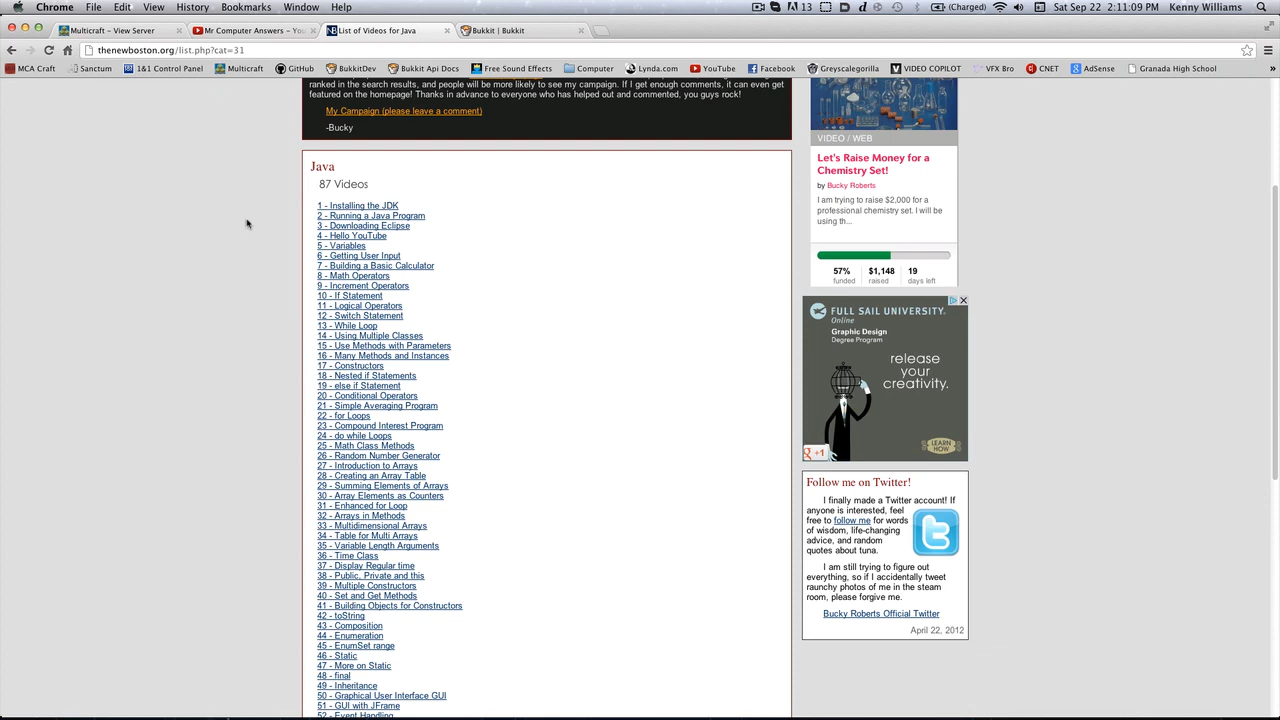 Chrome File Edit View History Bookmarks Window Help
13 (Charged) Sat Sep 22 2:11:09 PM Kenny Williams
Multicraft - View Server
Mr Computer Answers - You
List of Videos for Java
Bukkit | Bukkit
thenewboston.org/list.php?cat=31
MCA Craft Sanctum 1&1 Control Panel Multicraft GitHub BukkitDev Bukkit Api Docs Free Sound Effects Computer Lynda.com YouTube Facebook Greyscalegorilla VIDEO COPILOT VFX Bro CNET AdSense Granada High School »
ranked in the search results, and people will be more likely to see my campaign. If I get enough comments, it can even get
featured on the homepage! Thanks in advance to everyone who has helped out and commented, you guys rock!
My Campaign (please leave a comment)
-Bucky
Java
87 Videos
1 - Installing the JDK
2 - Running a Java Program
3 - Downloading Eclipse
4 - Hello YouTube
5 - Variables
6 - Getting User Input
7 - Building a Basic Calculator
8 - Math Operators
9 - Increment Operators
10 - If Statement
11 - Logical Operators
12 - Switch Statement
13 - While Loop
14 - Using Multiple Classes
15 - Use Methods with Parameters
16 - Many Methods and Instances
17 - Constructors
18 - Nested if Statements
19 - else if Statement
20 - Conditional Operators
21 - Simple Averaging Program
22 - for Loops
23 - Compound Interest Program
24 - do while Loops
25 - Math Class Methods
26 - Random Number Generator
27 - Introduction to Arrays
28 - Creating an Array Table
29 - Summing Elements of Arrays
30 - Array Elements as Counters
31 - Enhanced for Loop
32 - Arrays in Methods
33 - Multidimensional Arrays
34 - Table for Multi Arrays
35 - Variable Length Arguments
36 - Time Class
37 - Display Regular time
38 - Public, Private and this
39 - Multiple Constructors
40 - Set and Get Methods
41 - Building Objects for Constructors
42 - toString
43 - Composition
44 - Enumeration
45 - EnumSet range
46 - Static
47 - More on Static
48 - final
49 - Inheritance
50 - Graphical User Interface GUI
51 - GUI with JFrame
52 - Event Handling
VIDEO / WEB
Let's Raise Money for a
Chemistry Set!
by Bucky Roberts
I am trying to raise $2,000 for a
professional chemistry set. I will be
using th...
57% $1,148 19
funded raised days left
FULL SAIL UNIVERSITY.
Online
Graphic Design
Degree Program
release
your
creativity.
LEARN
HOW
g +1
Follow me on Twitter!
I finally made a Twitter account! If
anyone is interested, feel
free to follow me for words
of wisdom, life-changing
advice, and random
quotes about tuna.
I am still trying to figure out
everything, so if I accidentally tweet
raunchy photos of me in the steam
room, please forgive me.
Bucky Roberts Official Twitter
April 22, 2012